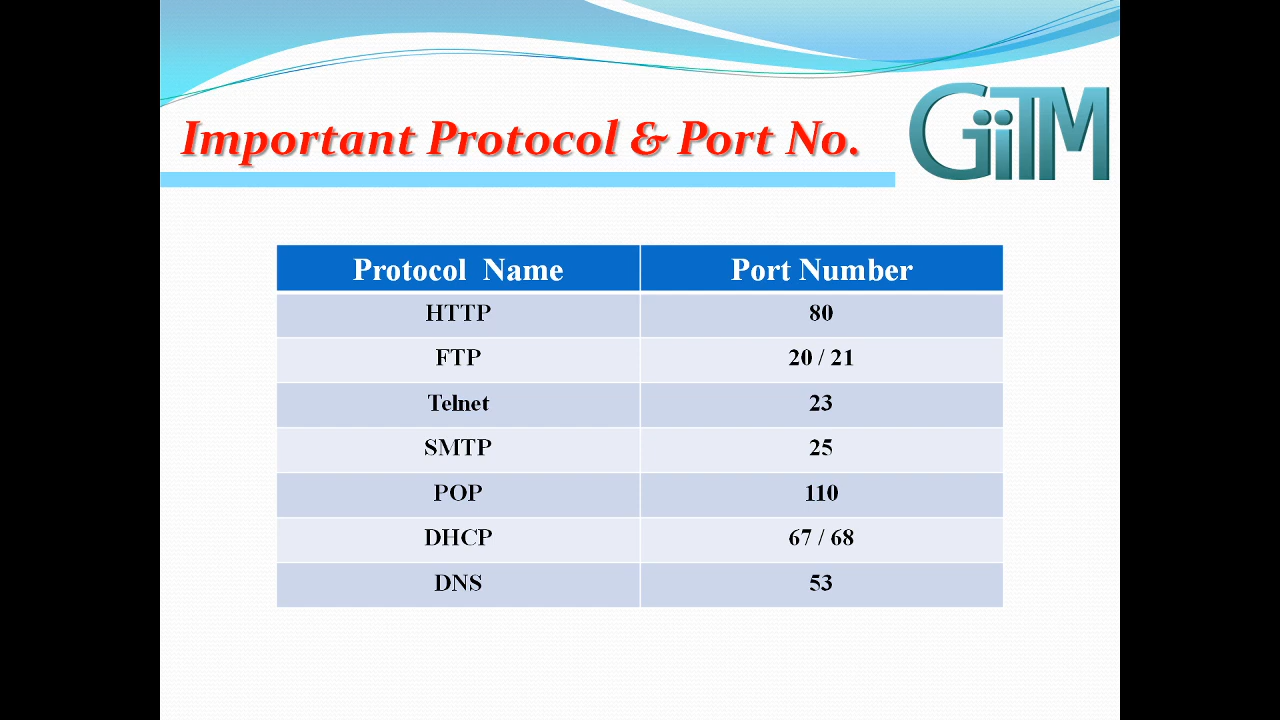 Important Protocol & Port No.
GiiTM
Protocol Name Port Number
HTTP 80
FTP 20 / 21
Telnet 23
SMTP 25
POP 110
DHCP 67 / 68
DNS 53